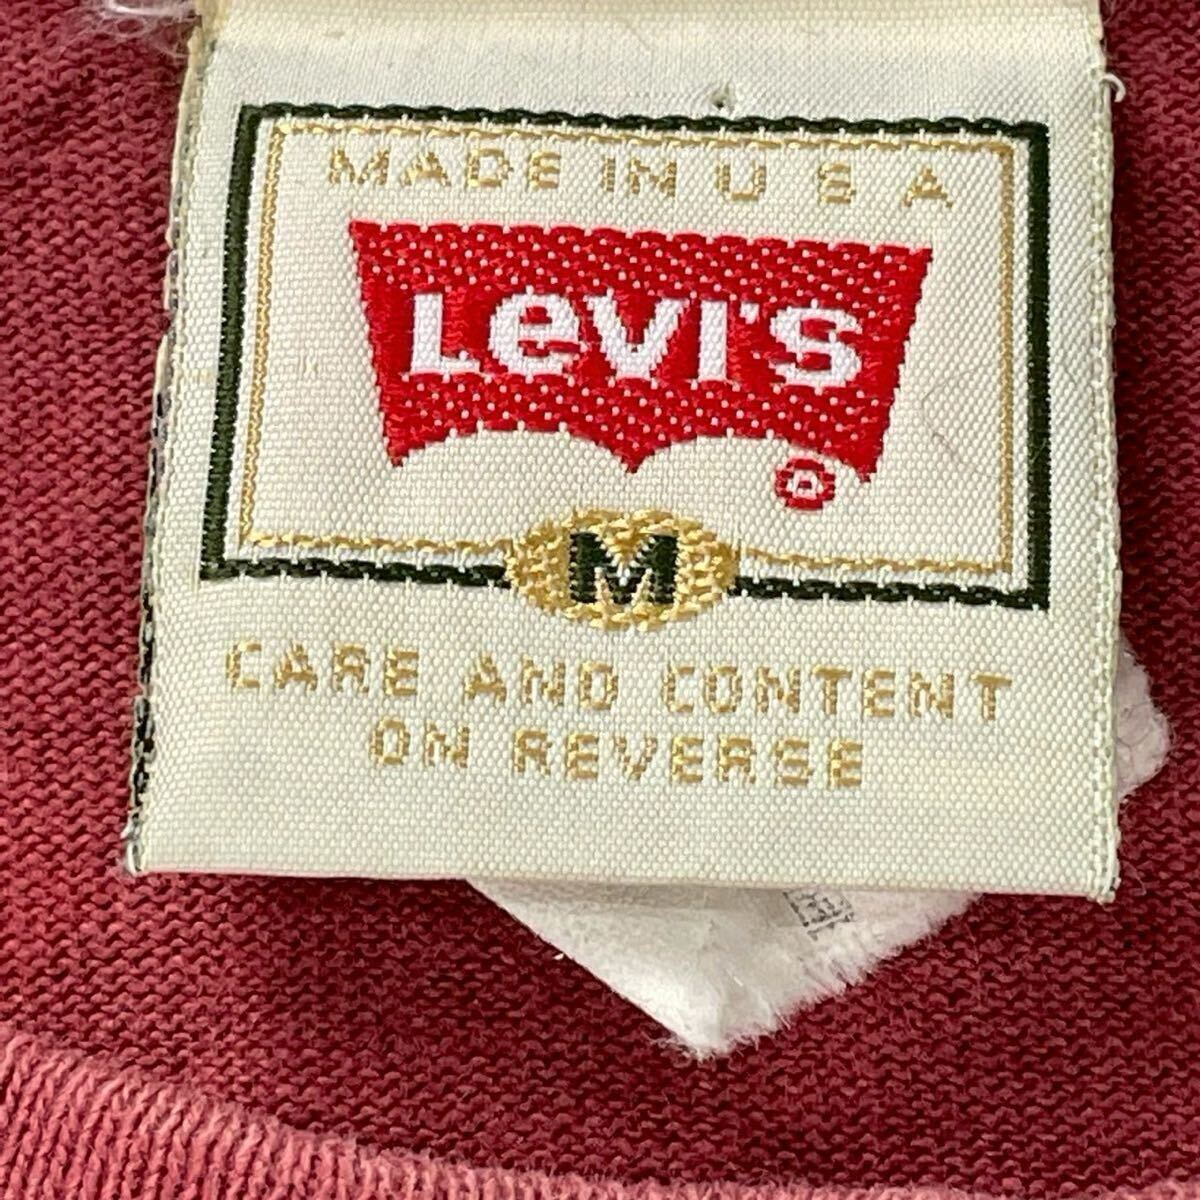 MADE IN U S A
LeVI'S
®
M
CARE AND CONTENT
ON REVERSE